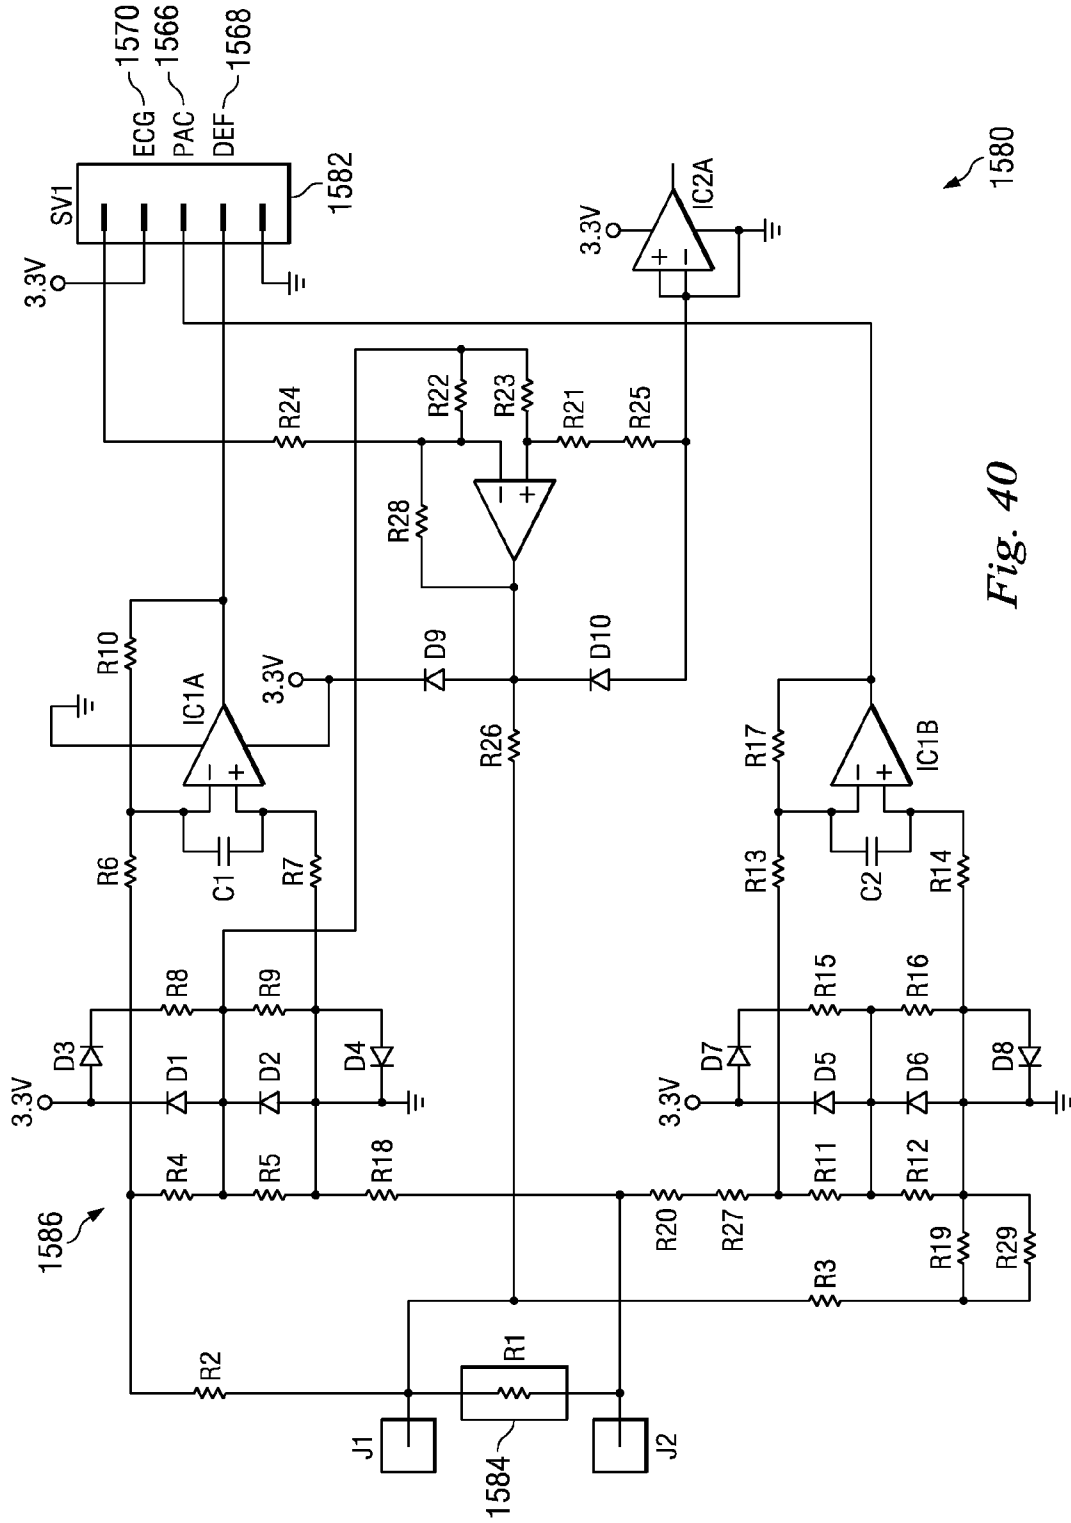 1570
1566
1568
ECG
PAC
DEF
SV1
1582
3.3V
R24
R22
R23
R21
R25
3.3V
+
−
IC2A
1580
R10
IC1A
−
+
3.3V
R28
−
+
D9
D10
R26
R6
C1
R7
R17
IC1B
−
+
R13
C2
R14
3.3V
D3
R8
D1
R9
D2
D4
R4
R5
R18
1586
3.3V
D7
R15
D5
R16
D6
D8
R20
R27
R11
R12
R19
R29
R3
R2
R1
J1
J2
1584
Fig. 40